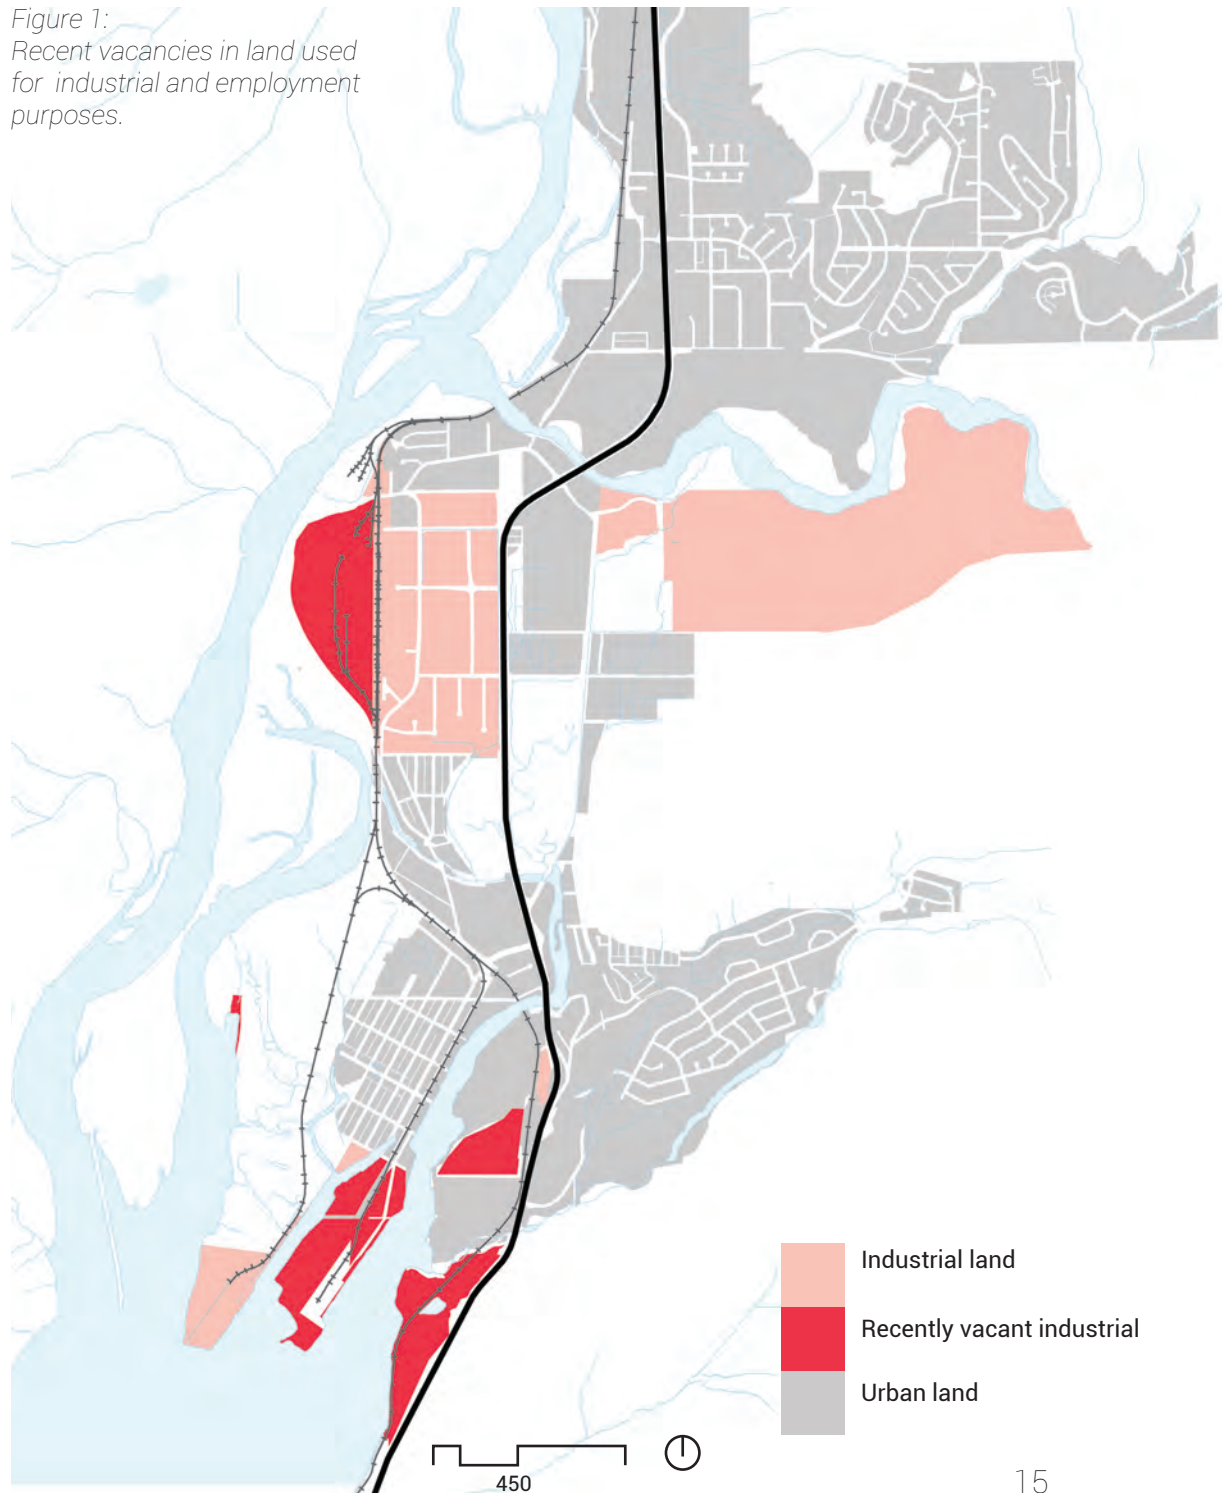 Figure 1:
Recent vacancies in land used
for industrial and employment
purposes.
Industrial land
Recently vacant industrial
Urban land
450
15